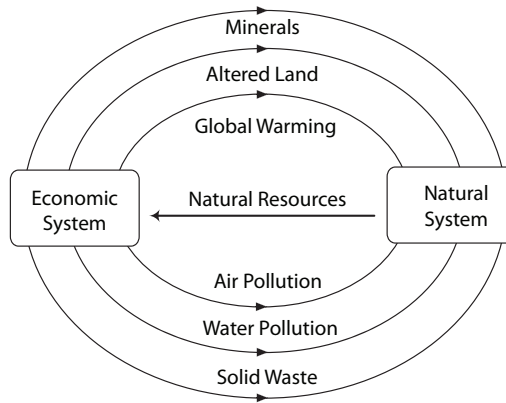 Minerals
Altered Land
Global Warming
Economic
System
Natural Resources
Natural
System
Air Pollution
Water Pollution
Solid Waste